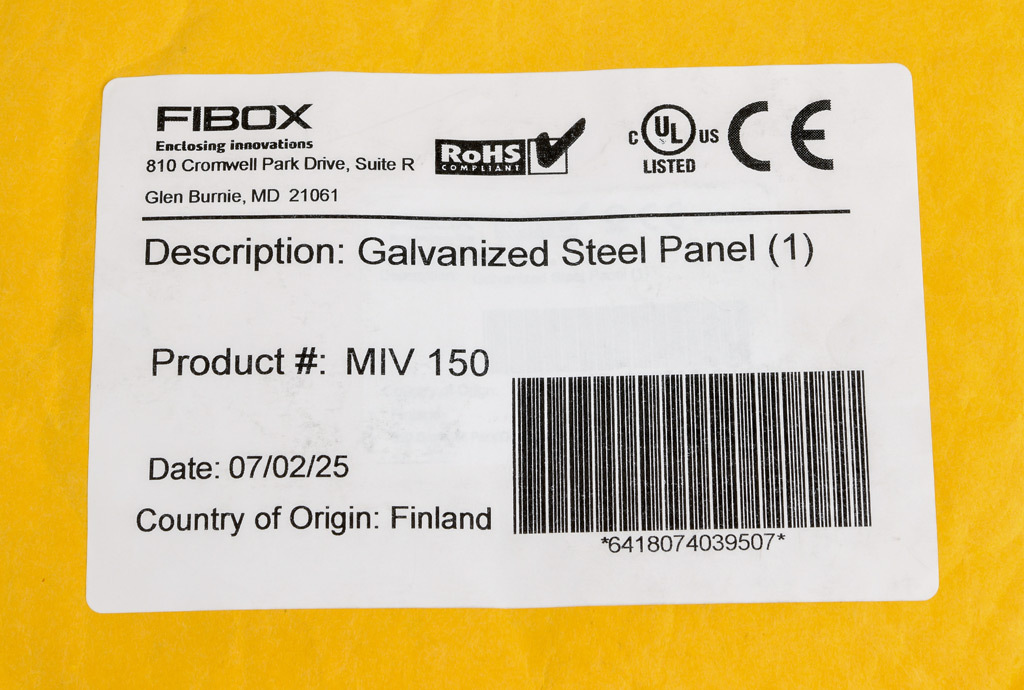 FIBOX
Enclosing innovations
810 Cromwell Park Drive, Suite R
Glen Burnie, MD 21061
RoHS
COMPLIANT
C UL US
LISTED
CE
Description: Galvanized Steel Panel (1)
Product #: MIV 150
Date: 07/02/25
Country of Origin: Finland
*6418074039507*